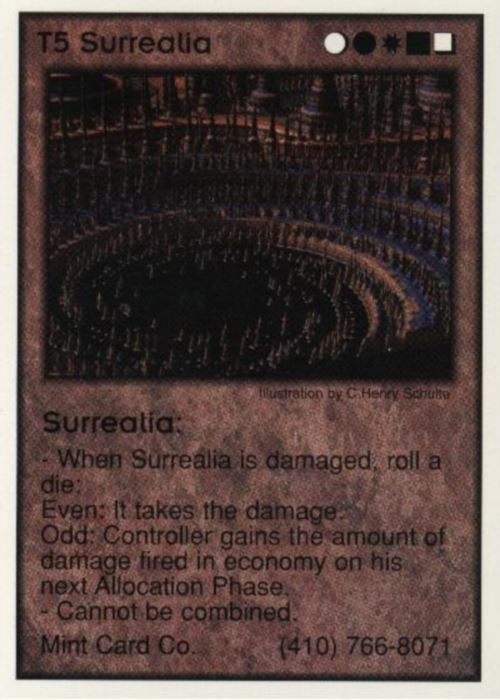 T5 Surrealia
Illustration by C.Henry Schulte
Surrealia:
- When Surrealia is damaged, roll a
die:
Even: It takes the damage.
Odd: Controller gains the amount of
damage fired in economy on his
next Allocation Phase.
- Cannot be combined.
Mint Card Co. (410) 766-8071